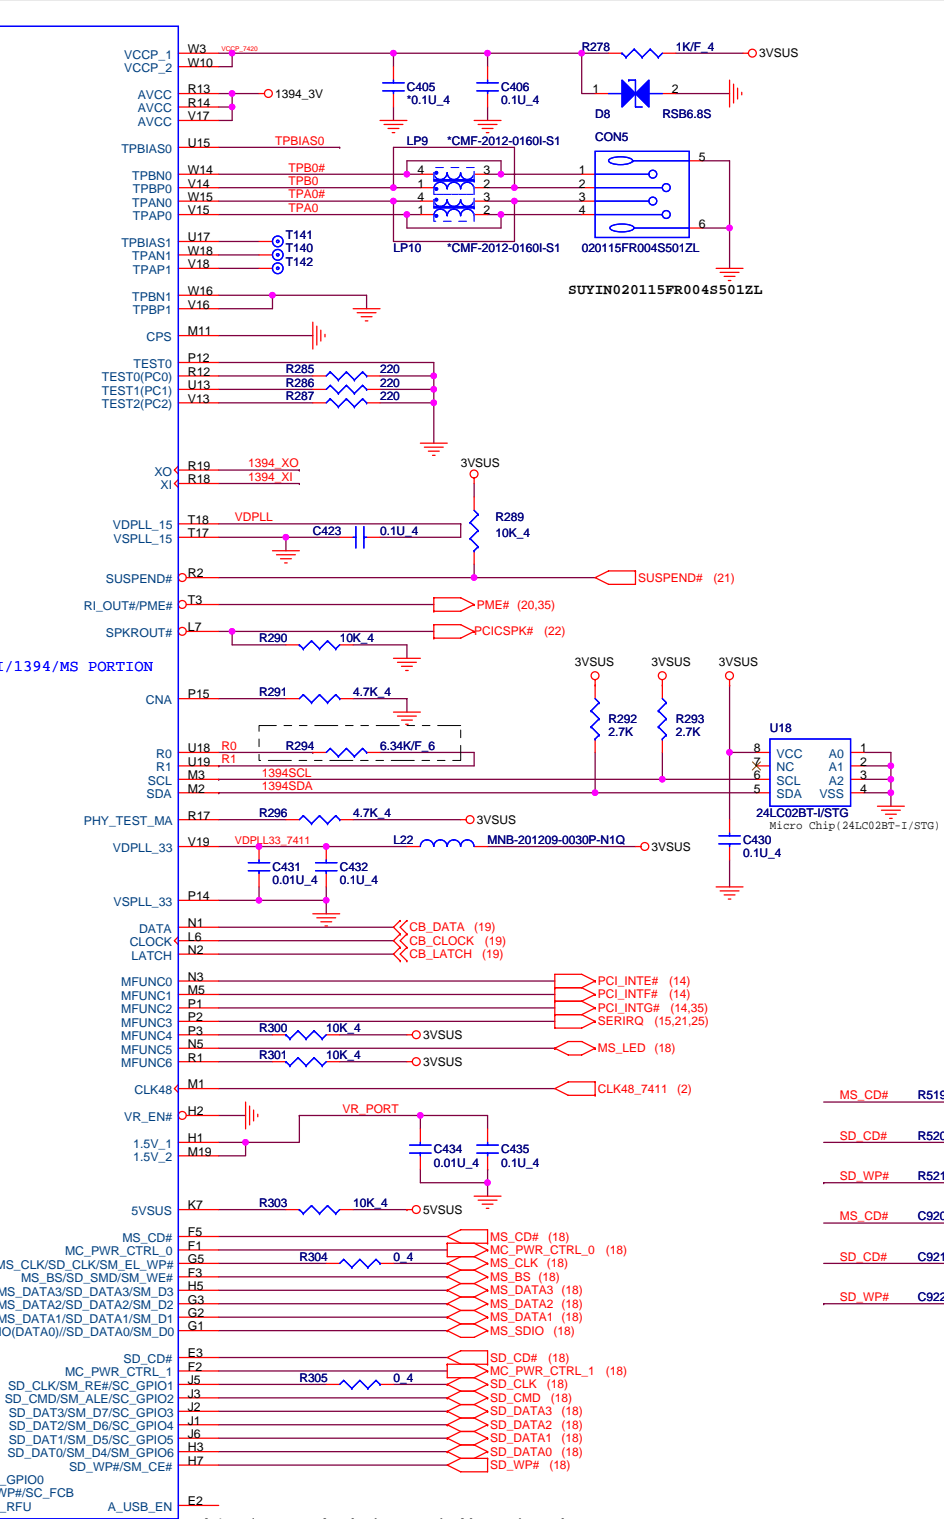 VCCP_1 W3 VCCP_7420 R278 1K/F_4 3VSUS
VCCP_2 W10
AVCC R13 1394_3V C405 C406 1 2
AVCC R14 *0.1U_4 0.1U_4
AVCC V17 D8 RSB6.8S
TPBIAS0 U15 TPBIAS0 LP9 *CMF-2012-0160I-S1 CON5
5
TPBN0 W14 TPB0# 4 3 1
TPBP0 V14 TPB0 1 2 2
TPAN0 W15 TPA0# 4 3 3
TPAP0 V15 TPA0 1 2 4
6
TPBIAS1 U17 T141
TPAN1 W18 T140 LP10 *CMF-2012-0160I-S1 020115FR004S501ZL
TPAP1 V18 T142
SUYIN020115FR004S501ZL
TPBN1 W16
TPBP1 V16
CPS M11
TEST0 P12
TEST0(PC0) R12 R285 220
TEST1(PC1) U13 R286 220
TEST2(PC2) V13 R287 220
3VSUS
XO R19 1394_XO
XI R18 1394_XI
VDPLL_15 T18 VDPLL R289
VSPLL_15 T17 C423 0.1U_4 10K_4
SUSPEND# R2 SUSPEND# (21)
RI_OUT#/PME# T3 PME# (20,35)
SPKROUT# L7 PCICSPK# (22)
R290 10K_4
I/1394/MS PORTION 3VSUS 3VSUS 3VSUS
CNA P15 R291 4.7K_4
R292 R293 U18
2.7K 2.7K
R0 U18 R0 R294 6.34K/F_6 8 VCC A0 1
R1 U19 R1 7 NC A1 2
SCL M3 1394SCL 6 SCL A2 3
SDA M2 1394SDA 5 SDA VSS 4
24LC02BT-I/STG
PHY_TEST_MA R17 R296 4.7K_4 3VSUS Micro Chip(24LC02BT-I/STG)
VDPLL_33 V19 VDPLL33_7411 L22 MNB-201209-0030P-N1Q 3VSUS C430
0.1U_4
C431 C432
0.01U_4 0.1U_4
VSPLL_33 P14
DATA N1 CB_DATA (19)
CLOCK L6 CB_CLOCK (19)
LATCH N2 CB_LATCH (19)
MFUNC0 N3 PCI_INTE# (14)
MFUNC1 M5 PCI_INTF# (14)
MFUNC2 P1 PCI_INTG# (14,35)
MFUNC3 P2 SERIRQ (15,21,25)
MFUNC4 P3 R300 10K_4 3VSUS
MFUNC5 N5 MS_LED (18)
MFUNC6 R1 R301 10K_4 3VSUS
CLK48 M1 CLK48_7411 (2)
MS_CD# R519
VR_EN# H2 VR_PORT
1.5V_1 H1 C434 C435 SD_CD# R520
1.5V_2 M19 0.01U_4 0.1U_4
SD_WP# R521
5VSUS K7 R303 10K_4 5VSUS
MS_CD# C920
MS_CD# F5 MS_CD# (18)
MC_PWR_CTRL_0 F1 MC_PWR_CTRL_0 (18)
MS_CLK/SD_CLK/SM_EL_WP# G5 R304 0_4 MS_CLK (18) SD_CD# C921
MS_BS/SD_SMD/SM_WE# F3 MS_BS (18)
MS_DATA3/SD_DATA3/SM_D3 H5 MS_DATA3 (18)
MS_DATA2/SD_DATA2/SM_D2 G3 MS_DATA2 (18) SD_WP# C922
MS_DATA1/SD_DATA1/SM_D1 G2 MS_DATA1 (18)
IO(DATA0)//SD_DATA0/SM_D0 G1 MS_SDIO (18)
SD_CD# E3 SD_CD# (18)
MC_PWR_CTRL_1 F2 MC_PWR_CTRL_1 (18)
SD_CLK/SM_RE#/SC_GPIO1 J5 R305 0_4 SD_CLK (18)
SD_CMD/SM_ALE/SC_GPIO2 J3 SD_CMD (18)
SD_DAT3/SM_D7/SC_GPIO3 J2 SD_DATA3 (18)
SD_DAT2/SM_D6/SC_GPIO4 J1 SD_DATA2 (18)
SD_DAT1/SM_D5/SC_GPIO5 J6 SD_DATA1 (18)
SD_DAT0/SM_D4/SM_GPIO6 H3 SD_DATA0 (18)
SD_WP#/SM_CE# H7 SD_WP# (18)
_GPIO0
WP#/SC_FCB
_RFU A_USB_EN E2